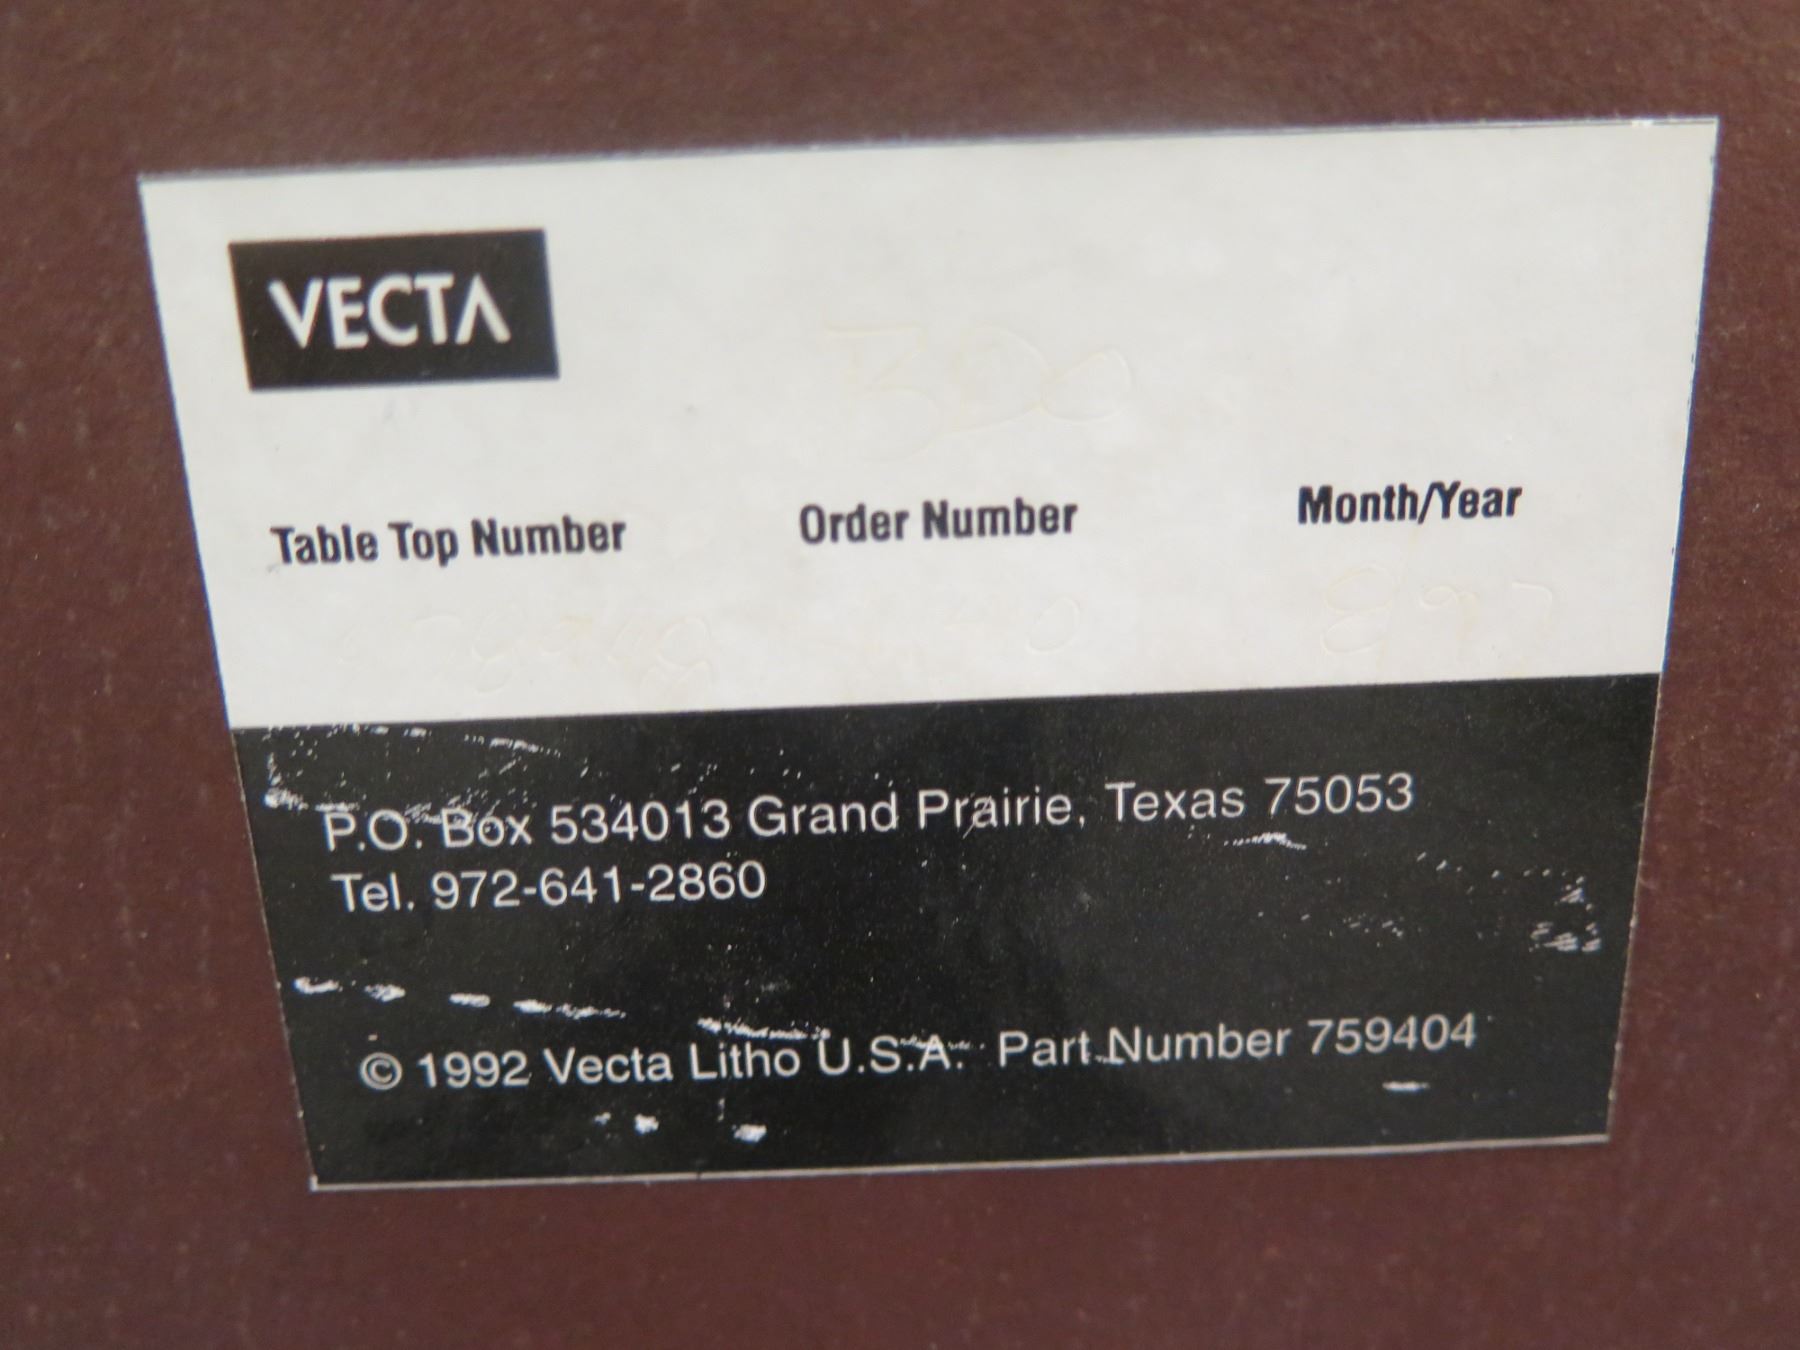 VECTA
Table Top Number Order Number Month/Year
P.O. Box 534013 Grand Prairie, Texas 75053
Tel. 972-641-2860
© 1992 Vecta Litho U.S.A. Part Number 759404